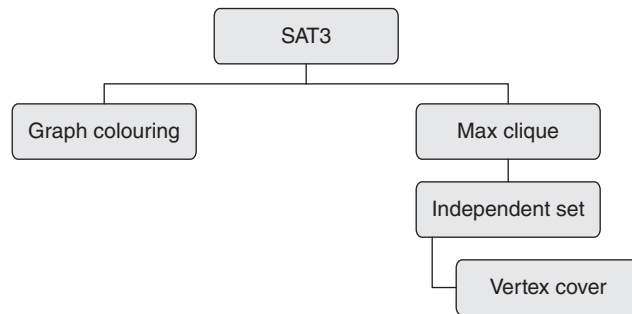 SAT3
Graph colouring
Max clique
Independent set
Vertex cover